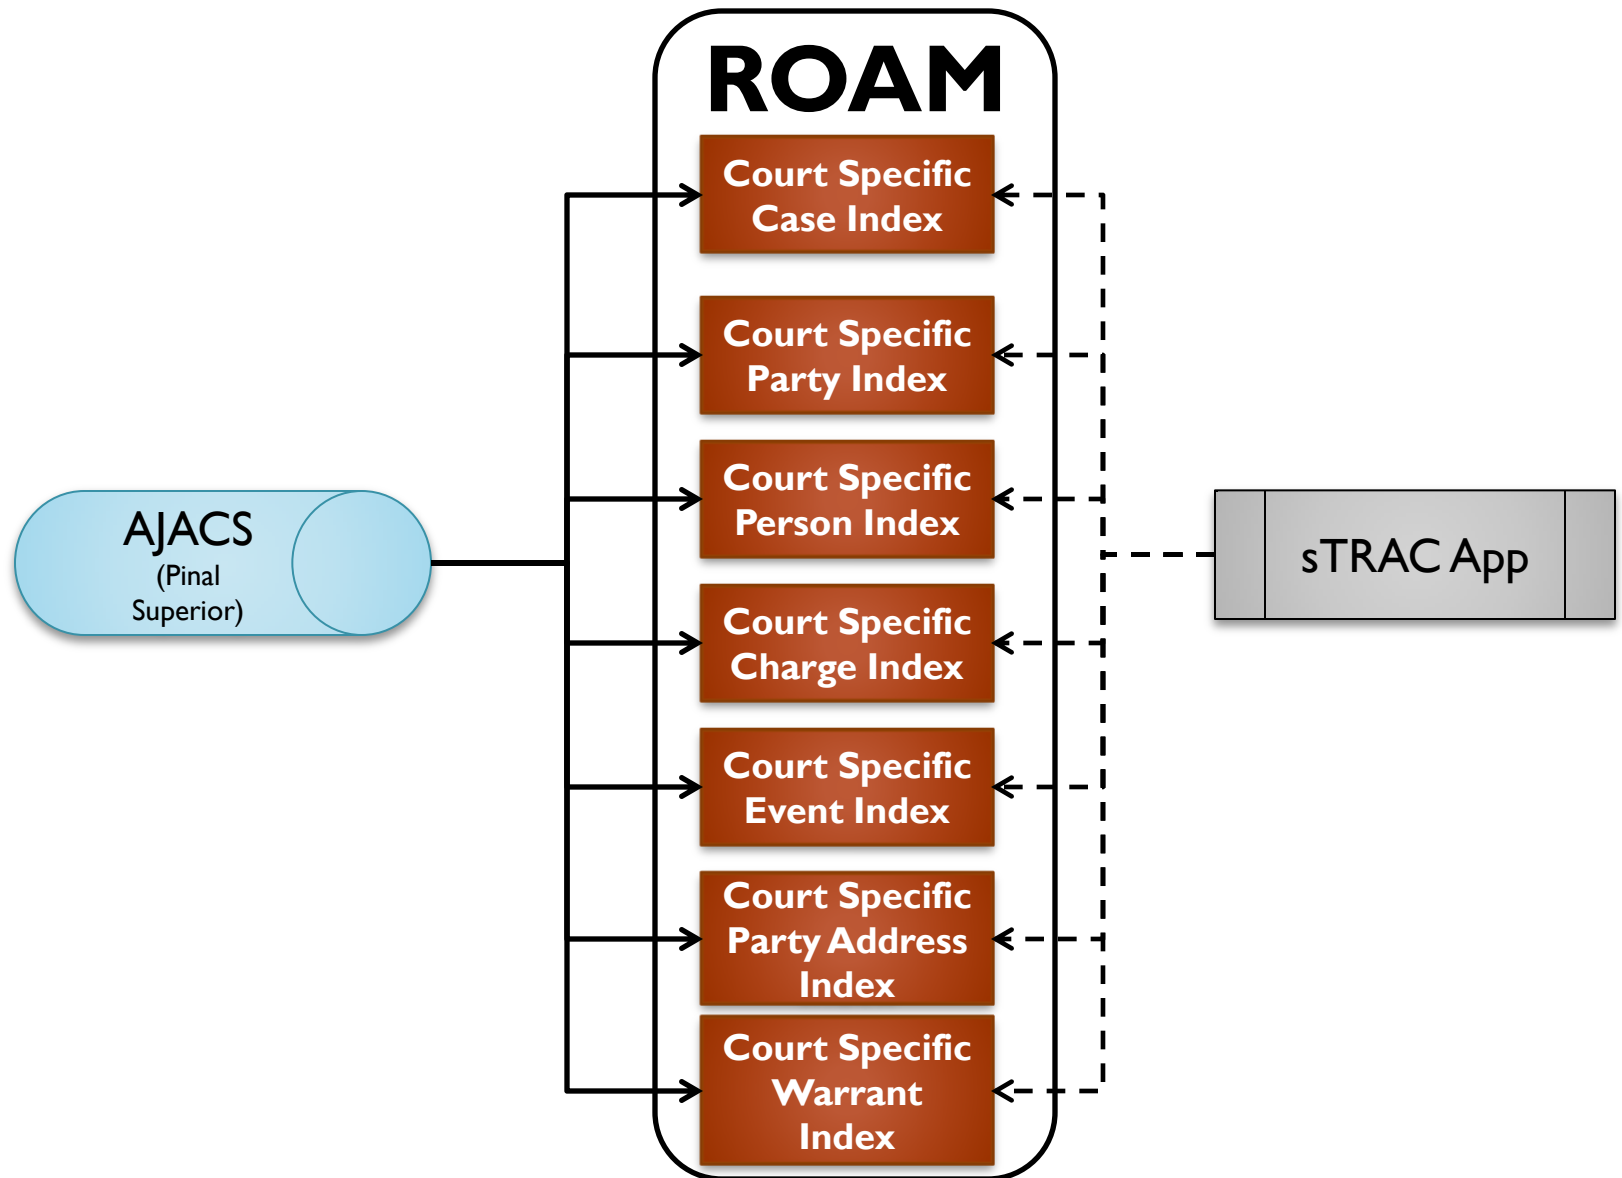 ROAM
Court Specific
Case Index
Court Specific
Party Index
Court Specific
Person Index
AJACS
(Pinal
Superior)
sTRAC App
Court Specific
Charge Index
Court Specific
Event Index
Court Specific
Party Address
Index
Court Specific
Warrant
Index